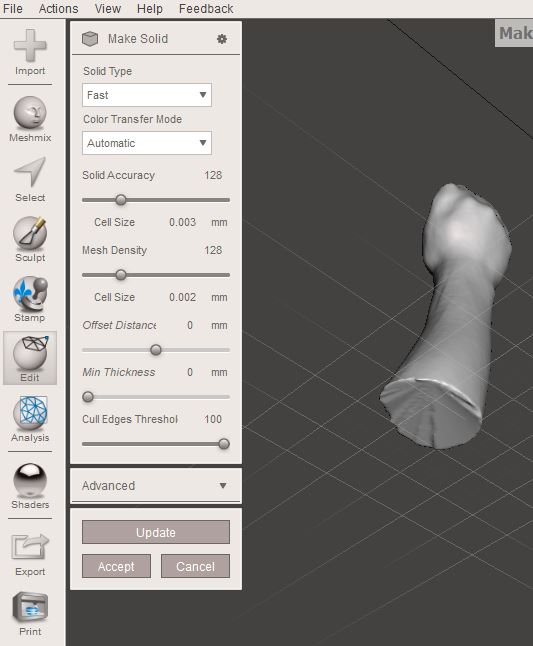 File Actions View Help Feedback
Import
Meshmix
Select
Sculpt
Stamp
Edit
Analysis
Shaders
Export
Print
Make Solid
Solid Type
Fast
Color Transfer Mode
Automatic
Solid Accuracy 128
Cell Size 0.003 mm
Mesh Density 128
Cell Size 0.002 mm
Offset Distance 0 mm
Min Thickness 0 mm
Cull Edges Threshol 100
Advanced
Update
Accept Cancel
Mak